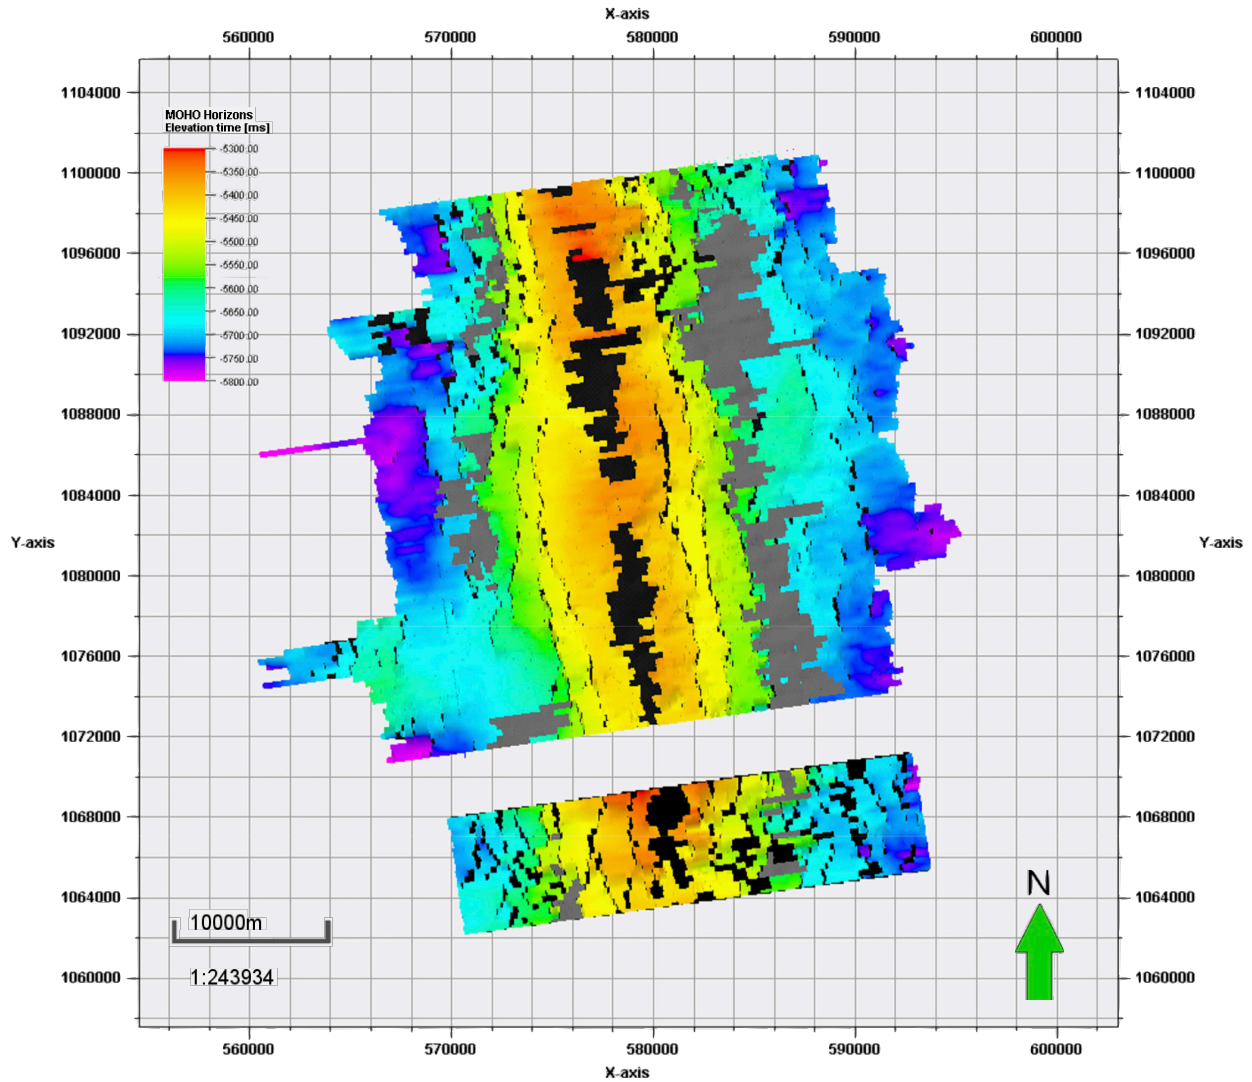 X-axis
560000 570000 580000 590000 600000
1104000 1104000
MOHO Horizons
Elevation time [ms]
-5300.00
-5350.00
1100000 1100000
-5400.00
-5450.00
-5500.00
1096000 1096000
-5550.00
-5600.00
-5650.00
1092000 1092000
-5700.00
-5750.00
-5800.00
1088000 1088000
1084000 1084000
Y-axis Y-axis
1080000 1080000
1076000 1076000
1072000 1072000
1068000 1068000
N
1064000 1064000
10000m
1:243934
1060000 1060000
560000 570000 580000 590000 600000
X-axis